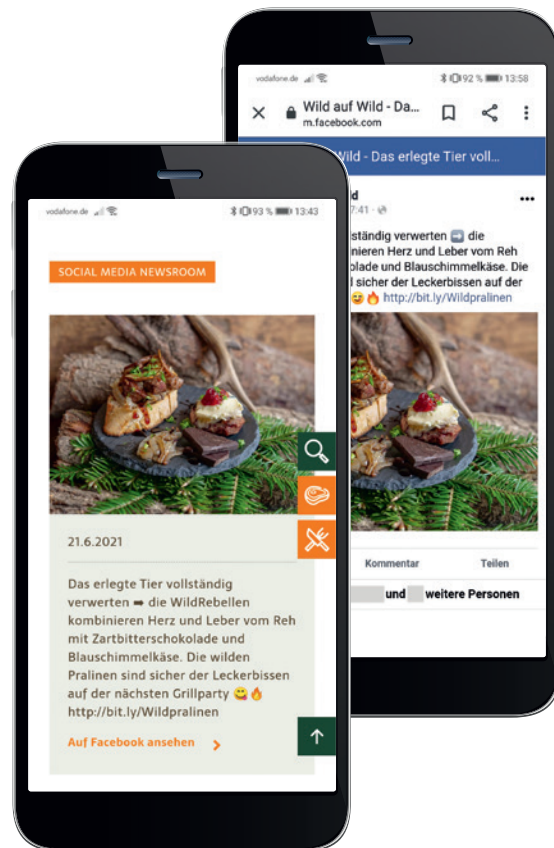 vodafone.de 93 % 13:43
SOCIAL MEDIA NEWSROOM
21.6.2021
Das erlegte Tier vollständig
verwerten ➡ die WildRebellen
kombinieren Herz und Leber vom Reh
mit Zartbitterschokolade und
Blauschimmelkäse. Die wilden
Pralinen sind sicher der Leckerbissen
auf der nächsten Grillparty 😋🔥
http://bit.ly/Wildpralinen
Auf Facebook ansehen
vodafone.de 92 % 13:58
Wild auf Wild - Da...
m.facebook.com
Wild - Das erlegte Tier voll...
ld
7:41
ständig verwerten ➡ die
nieren Herz und Leber vom Reh
olade und Blauschimmelkäse. Die
l sicher der Leckerbissen auf der
😋🔥 http://bit.ly/Wildpralinen
Kommentar Teilen
und weitere Personen